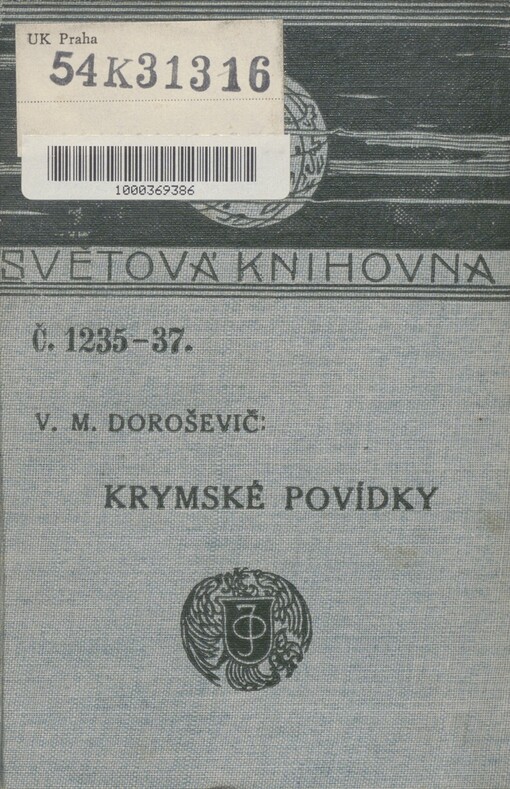 UK Praha
54K31316
1000369386
SVĚTOVÁ KNIHOVNA
Č. 1235-37.
V. M. DOROŠEVIČ:
KRYMSKÉ POVÍDKY